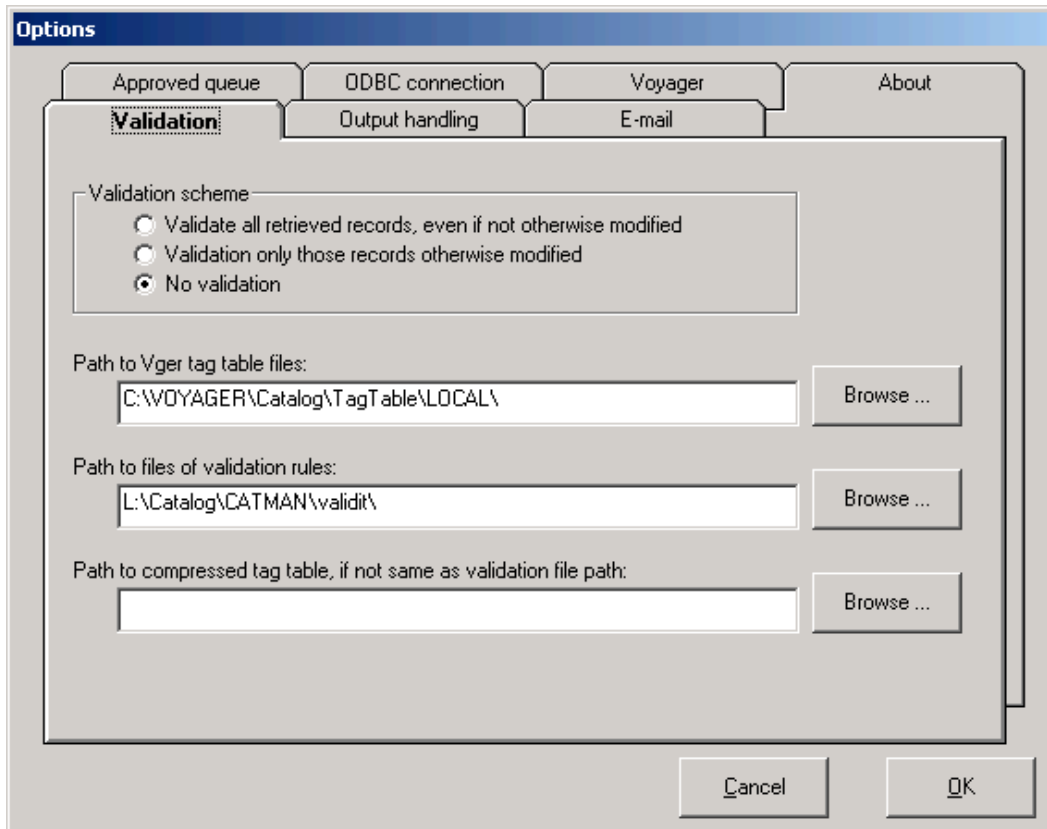 Options
Approved queue
ODBC connection
Voyager
About
Validation
Output handling
E-mail
Validation scheme
Validate all retrieved records, even if not otherwise modified
Validation only those records otherwise modified
No validation
Path to Vger tag table files:
C:\VOYAGER\Catalog\TagTable\LOCAL\
Browse ...
Path to files of validation rules:
L:\Catalog\CATMAN\validit\
Browse ...
Path to compressed tag table, if not same as validation file path:
Browse ...
Cancel
OK